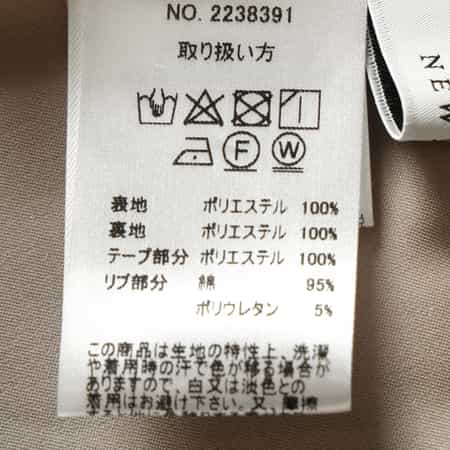 NO. 2238391
取り扱い方
F W
表地 ポリエステル 100%
裏地 ポリエステル 100%
テープ部分 ポリエステル 100%
リブ部分 綿 95%
ポリウレタン 5%
この商品は生地の特性上、洗濯
や着用時の汗で色が移る場合が
ありますので、白又は淡色との
着用はお避け下さい。又、摩擦
NEW